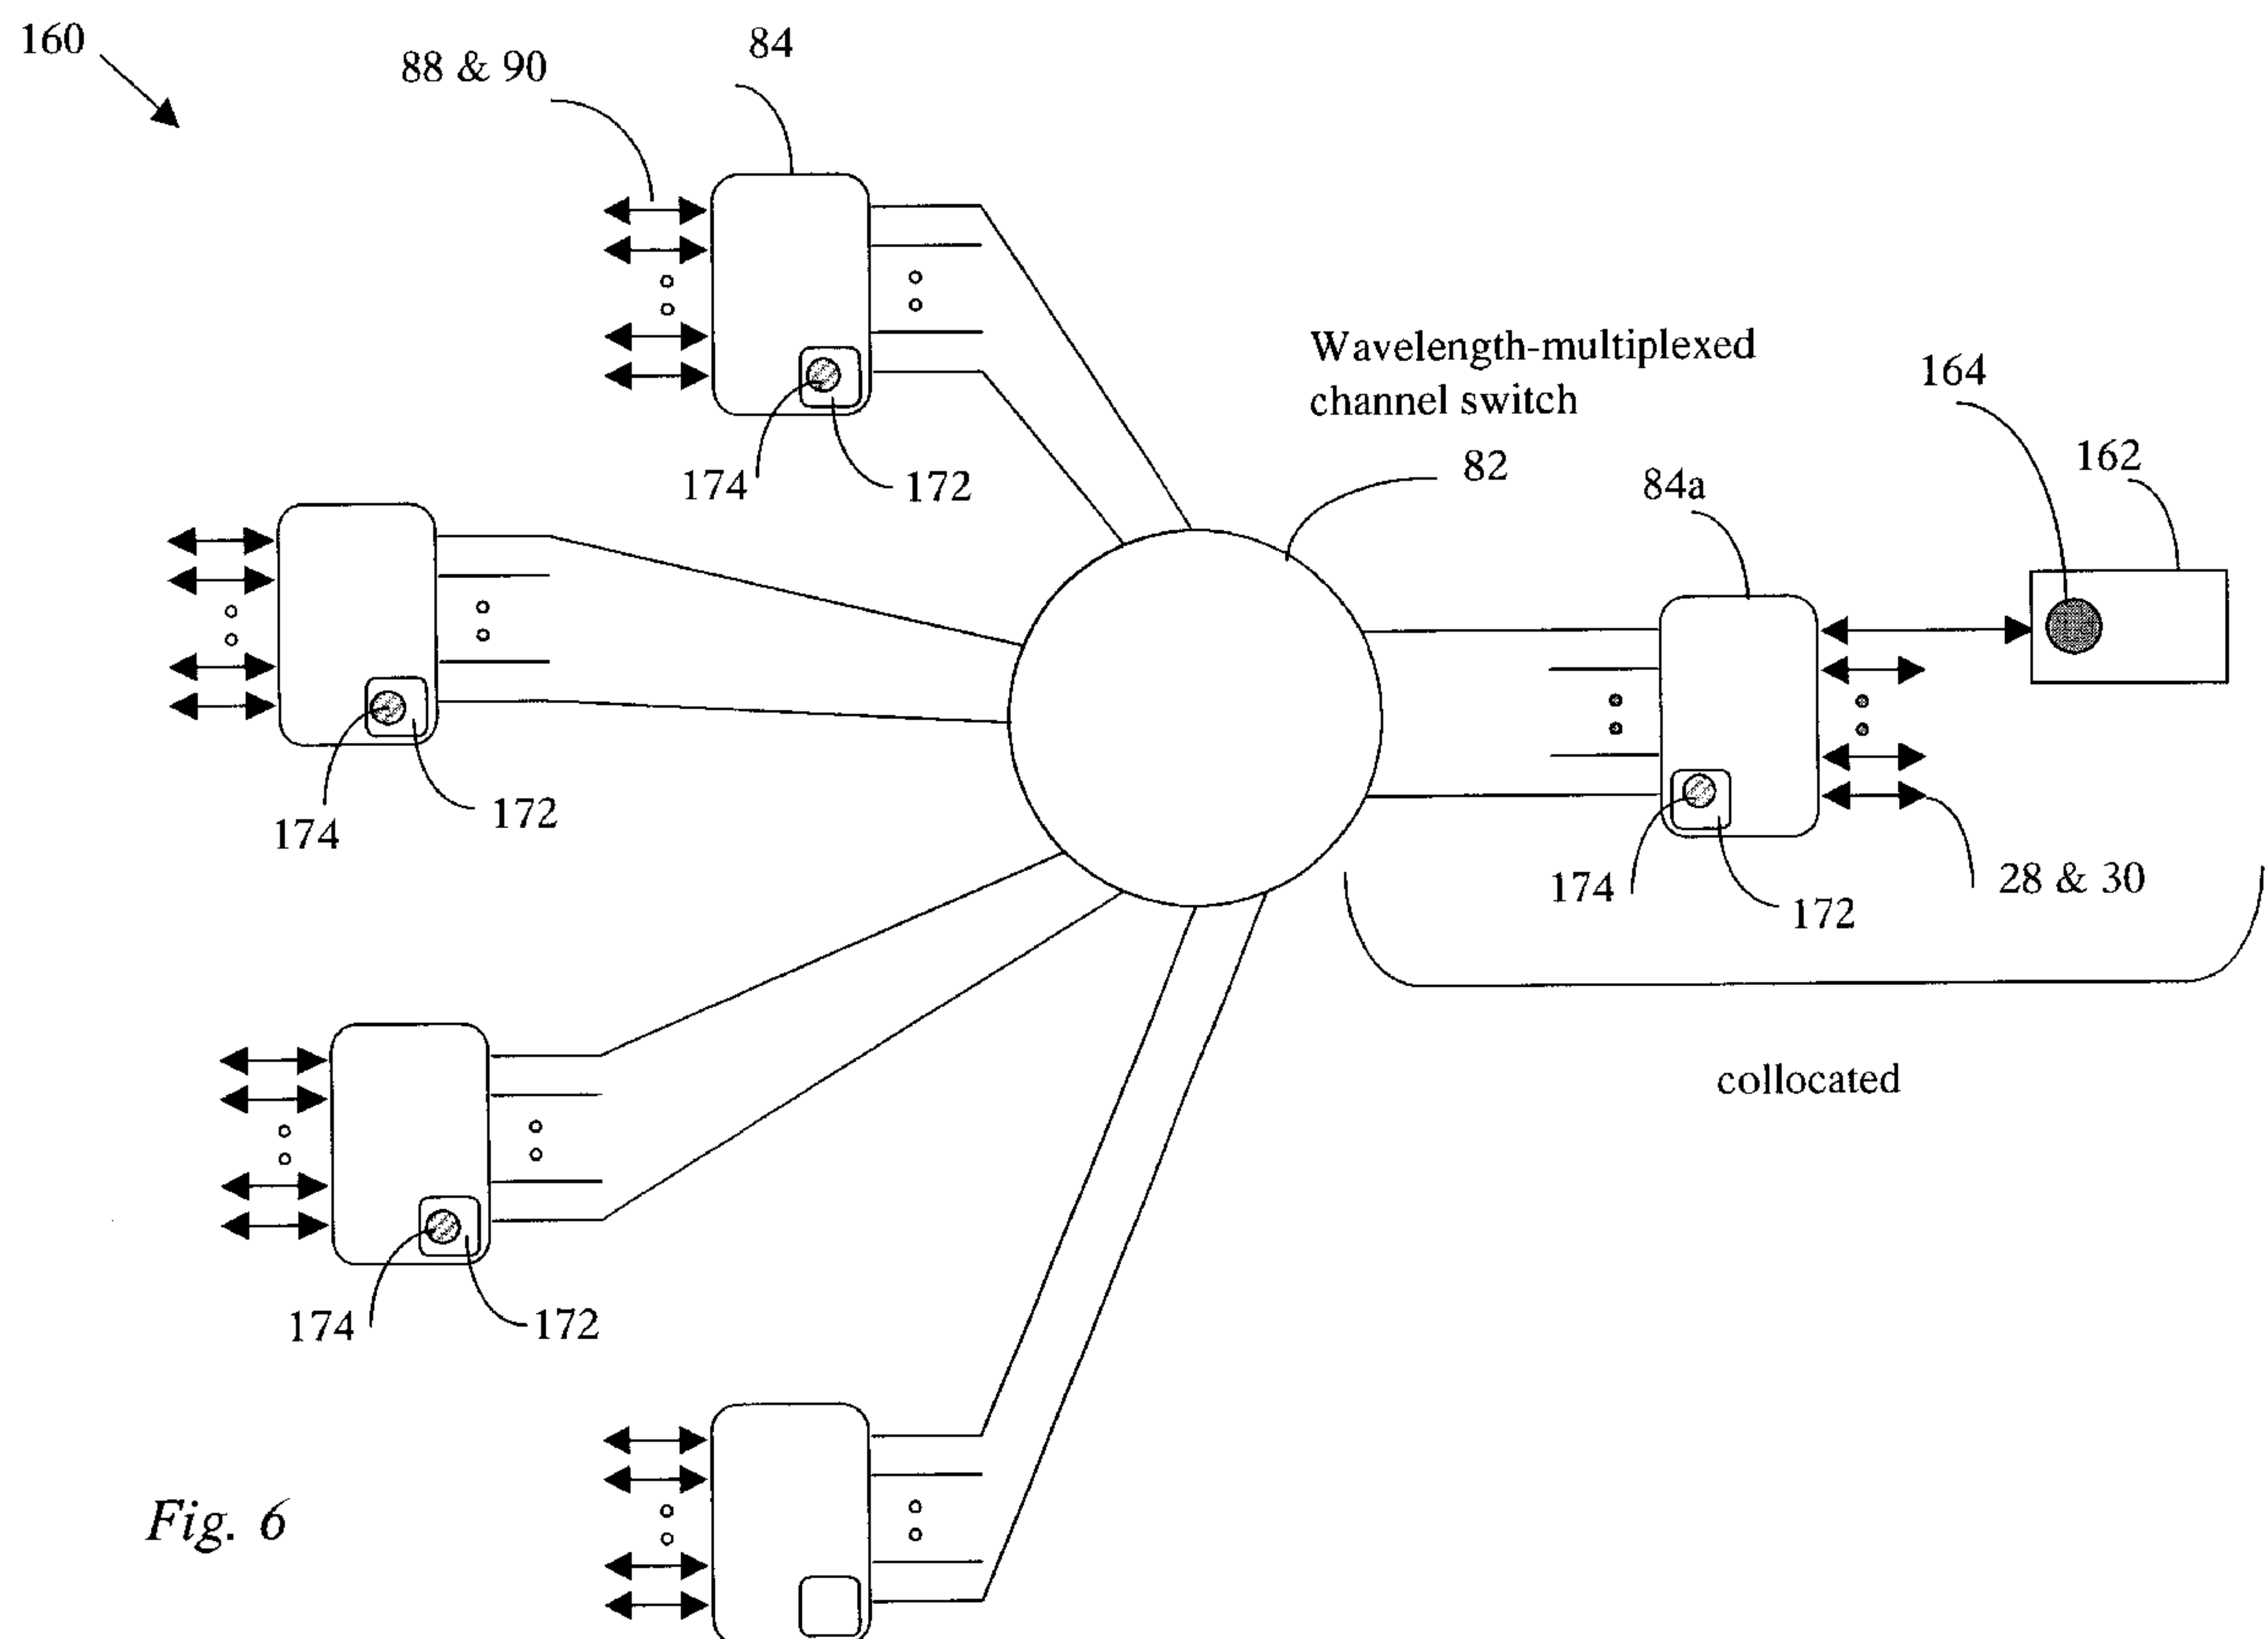 160
88 & 90
84
Wavelength-multiplexed
channel switch
82
164
162
84a
174
172
174
172
174
172
28 & 30
collocated
174
172
Fig. 6